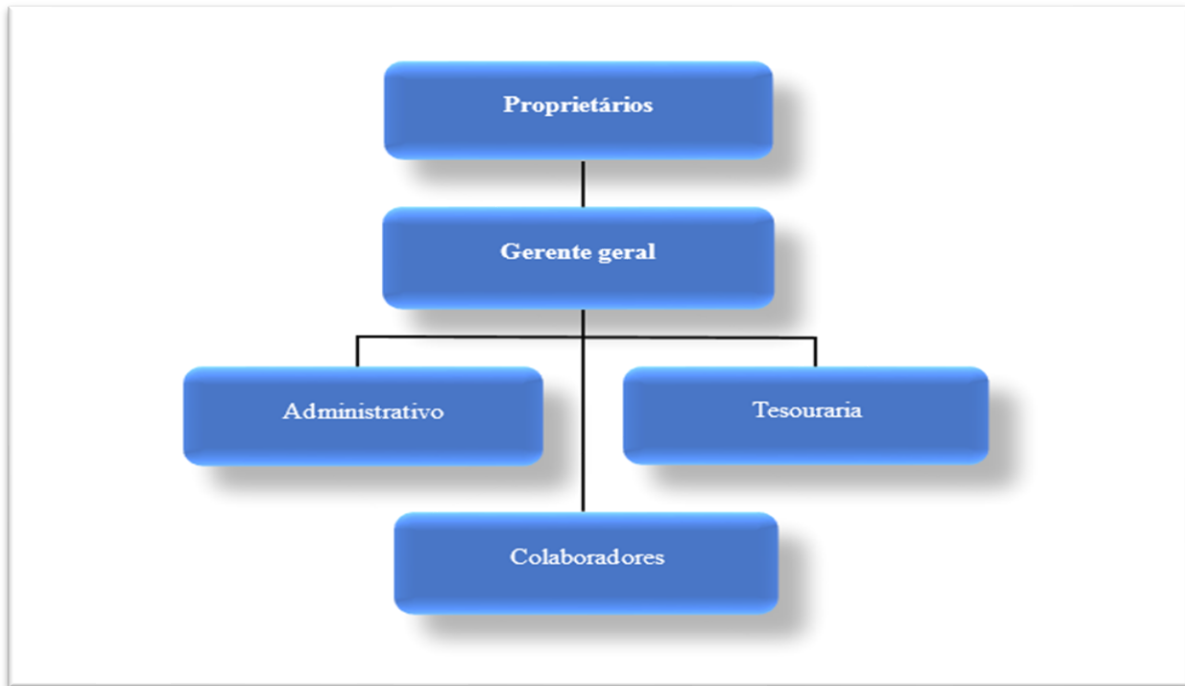 Proprietários
Gerente geral
Administrativo
Tesouraria
Colaboradores